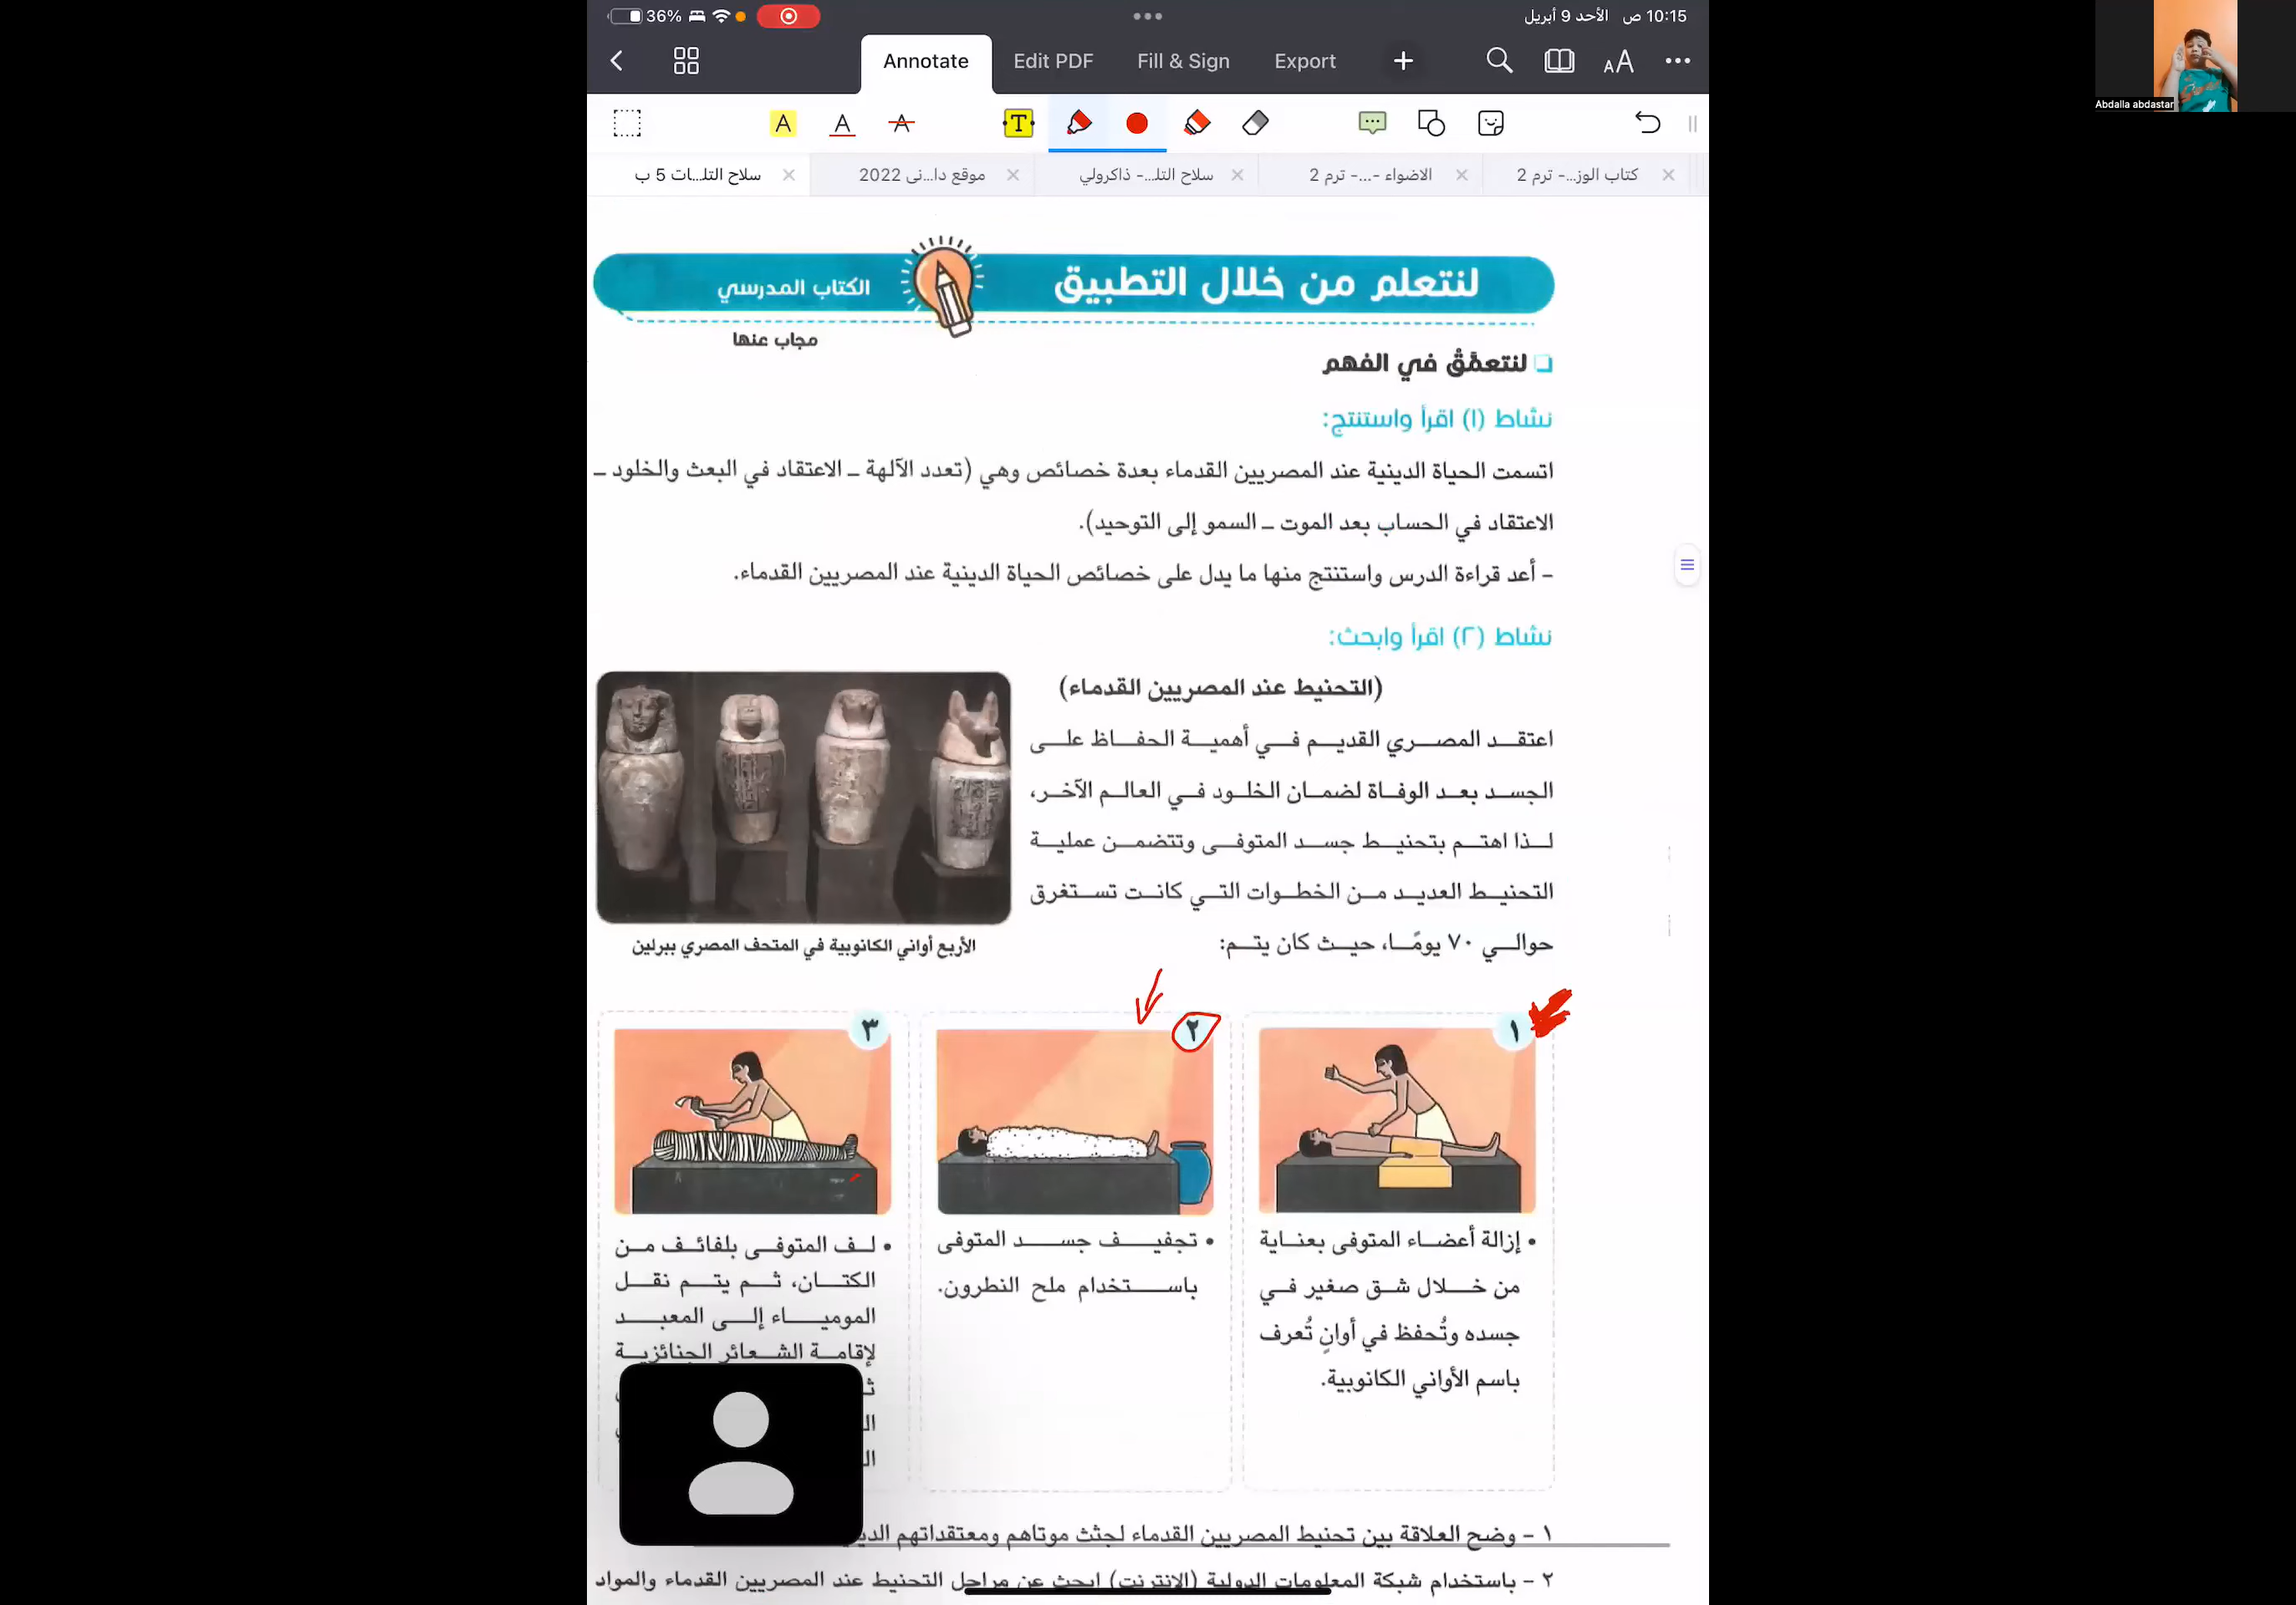 36%
10:15 ص الأحد 9 أبريل
Annotate
Edit PDF
Fill & Sign
Export
سلاح التلـ...ات 5 ب
موقع دا...نى 2022
سلاح التلـ...- ذاكرولي
الاضواء -...- ترم 2
كتاب الوز...- ترم 2
Abdalla abdastar
لنتعلم من خلال التطبيق
الكتاب المدرسي
مجاب عنها
لنتعمَّقْ في الفهم
نشاط (١) اقرأ واستنتج:
اتسمت الحياة الدينية عند المصريين القدماء بعدة خصائص وهي (تعدد الآلهة – الاعتقاد في البعث والخلود –
الاعتقاد في الحساب بعد الموت – السمو إلى التوحيد).
– أعد قراءة الدرس واستنتج منها ما يدل على خصائص الحياة الدينية عند المصريين القدماء.
نشاط (٢) اقرأ وابحث:
(التحنيط عند المصريين القدماء)
اعتقد المصري القديم في أهمية الحفاظ على
الجسد بعد الوفاة لضمان الخلود في العالم الآخر،
لذا اهتم بتحنيط جسد المتوفى وتتضمن عملية
التحنيط العديد من الخطوات التي كانت تستغرق
حوالي ٧٠ يومًا، حيث كان يتم:
الأربع أواني الكانوبية في المتحف المصري ببرلين
١
• إزالة أعضاء المتوفى بعناية
من خلال شق صغير في
جسده وتُحفظ في أوانٍ تُعرف
باسم الأواني الكانوبية.
٢
• تجفيف جسد المتوفى
باستخدام ملح النطرون.
٣
• لف المتوفى بلفائف من
الكتان، ثم يتم نقل
المومياء إلى المعبد
لإقامة الشعائر الجنائزية
١ – وضح العلاقة بين تحنيط المصريين القدماء لجثث موتاهم ومعتقداتهم
٢ – باستخدام شبكة المعلومات الدولية (الإنترنت) ابحث عن مراحل التحنيط عند المصريين القدماء والمواد